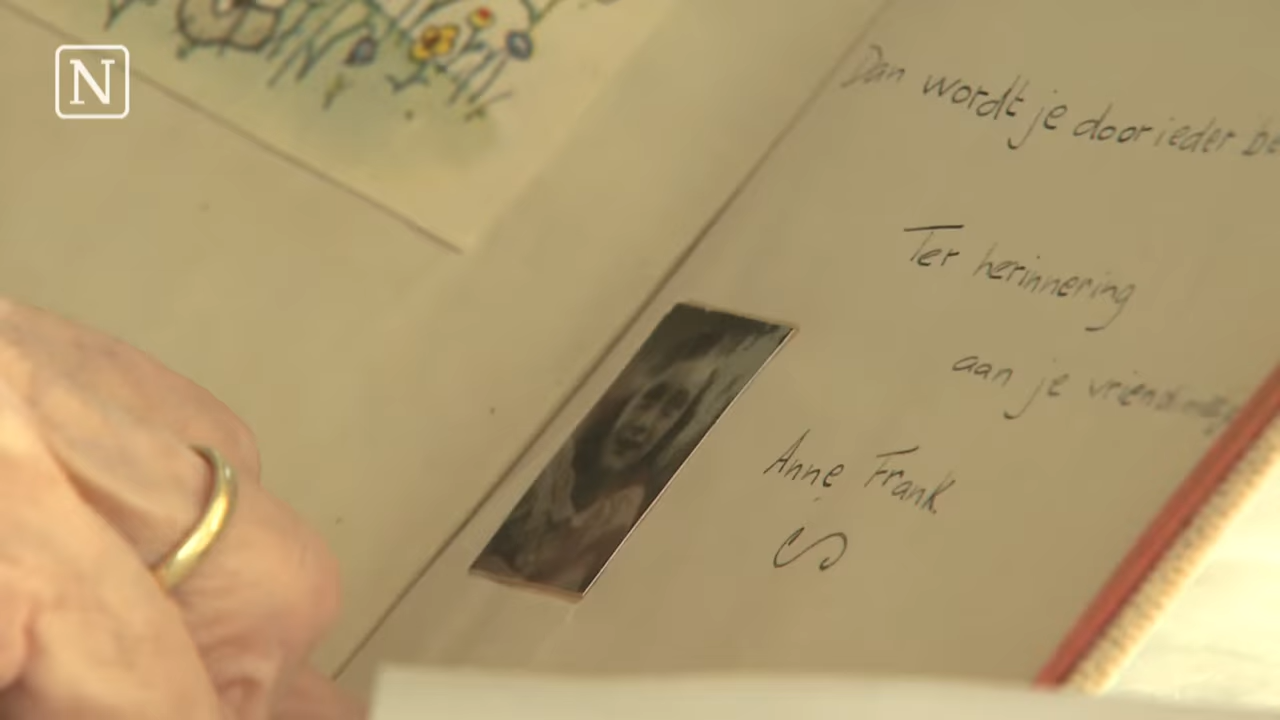 N
Dan wordt je door ieder
Ter herinnering
aan je
Anne Frank